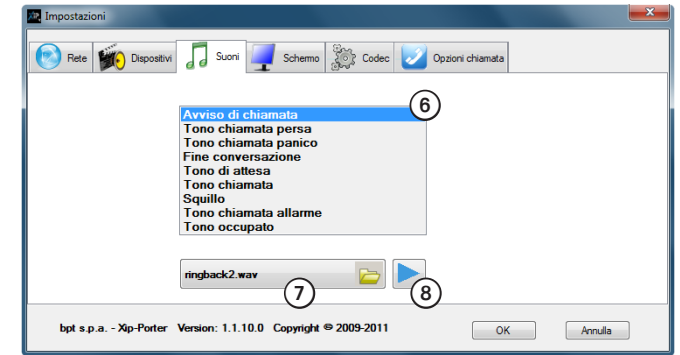 Impostazioni
Rete Dispositivi Suoni Schermo Codec Opzioni chiamata
6
Avviso di chiamata
Tono chiamata persa
Tono chiamata panico
Fine conversazione
Tono di attesa
Tono chiamata
Squillo
Tono chiamata allarme
Tono occupato
ringback2.wav
7 8
bpt s.p.a. - Xip-Porter Version: 1.1.10.0 Copyright © 2009-2011 OK Annulla